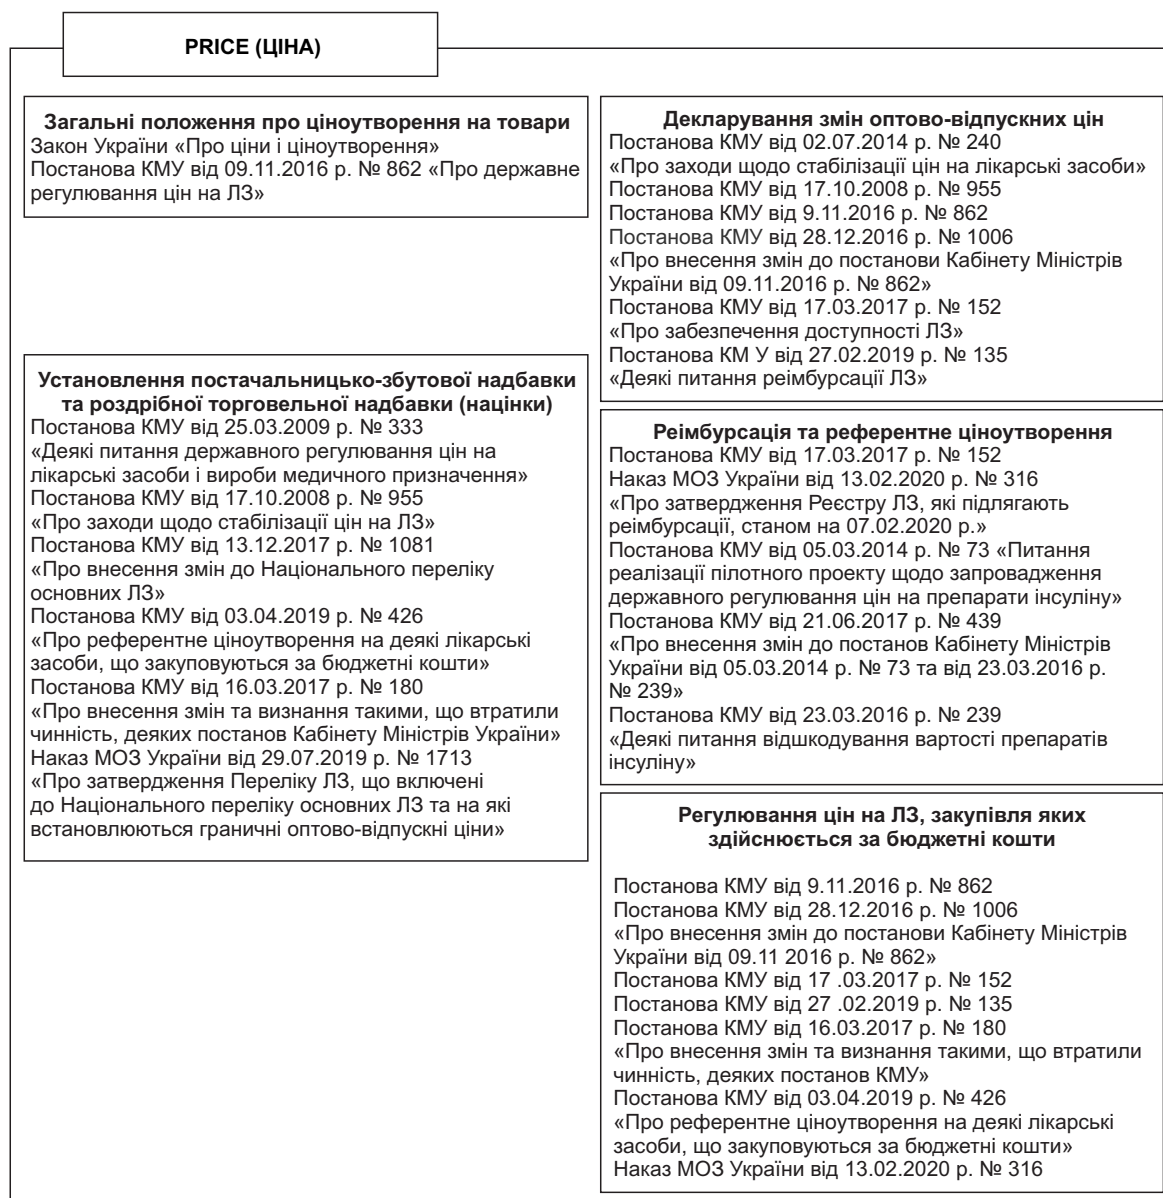 PRICE (ЦІНА)
Загальні положення про ціноутворення на товари
Закон України «Про ціни і ціноутворення»
Постанова КМУ від 09.11.2016 р. № 862 «Про державне
регулювання цін на ЛЗ»
Установлення постачальницько-збутової надбавки
та роздрібної торговельної надбавки (націнки)
Постанова КМУ від 25.03.2009 р. № 333
«Деякі питання державного регулювання цін на
лікарські засоби і вироби медичного призначення»
Постанова КМУ від 17.10.2008 р. № 955
«Про заходи щодо стабілізації цін на ЛЗ»
Постанова КМУ від 13.12.2017 р. № 1081
«Про внесення змін до Національного переліку
основних ЛЗ»
Постанова КМУ від 03.04.2019 р. № 426
«Про референтне ціноутворення на деякі лікарські
засоби, що закуповуються за бюджетні кошти»
Постанова КМУ від 16.03.2017 р. № 180
«Про внесення змін та визнання такими, що втратили
чинність, деяких постанов Кабінету Міністрів України»
Наказ МОЗ України від 29.07.2019 р. № 1713
«Про затвердження Переліку ЛЗ, що включені
до Національного переліку основних ЛЗ та на які
встановлюються граничні оптово-відпускні ціни»
Декларування змін оптово-відпускних цін
Постанова КМУ від 02.07.2014 р. № 240
«Про заходи щодо стабілізації цін на лікарські засоби»
Постанова КМУ від 17.10.2008 р. № 955
Постанова КМУ від 9.11.2016 р. № 862
Постанова КМУ від 28.12.2016 р. № 1006
«Про внесення змін до постанови Кабінету Міністрів
України від 09.11.2016 р. № 862»
Постанова КМУ від 17.03.2017 р. № 152
«Про забезпечення доступності ЛЗ»
Постанова КМ У від 27.02.2019 р. № 135
«Деякі питання реімбурсації ЛЗ»
Реімбурсація та референтне ціноутворення
Постанова КМУ від 17.03.2017 р. № 152
Наказ МОЗ України від 13.02.2020 р. № 316
«Про затвердження Реєстру ЛЗ, які підлягають
реімбурсації, станом на 07.02.2020 р.»
Постанова КМУ від 05.03.2014 р. № 73 «Питання
реалізації пілотного проекту щодо запровадження
державного регулювання цін на препарати інсуліну»
Постанова КМУ від 21.06.2017 р. № 439
«Про внесення змін до постанов Кабінету Міністрів
України від 05.03.2014 р. № 73 та від 23.03.2016 р.
№ 239»
Постанова КМУ від 23.03.2016 р. № 239
«Деякі питання відшкодування вартості препаратів
інсуліну»
Регулювання цін на ЛЗ, закупівля яких
здійснюється за бюджетні кошти
Постанова КМУ від 9.11.2016 р. № 862
Постанова КМУ від 28.12.2016 р. № 1006
«Про внесення змін до постанови Кабінету Міністрів
України від 09.11 2016 р. № 862»
Постанова КМУ від 17 .03.2017 р. № 152
Постанова КМУ від 27 .02.2019 р. № 135
Постанова КМУ від 16.03.2017 р. № 180
«Про внесення змін та визнання такими, що втратили
чинність, деяких постанов КМУ»
Постанова КМУ від 03.04.2019 р. № 426
«Про референтне ціноутворення на деякі лікарські
засоби, що закуповуються за бюджетні кошти»
Наказ МОЗ України від 13.02.2020 р. № 316